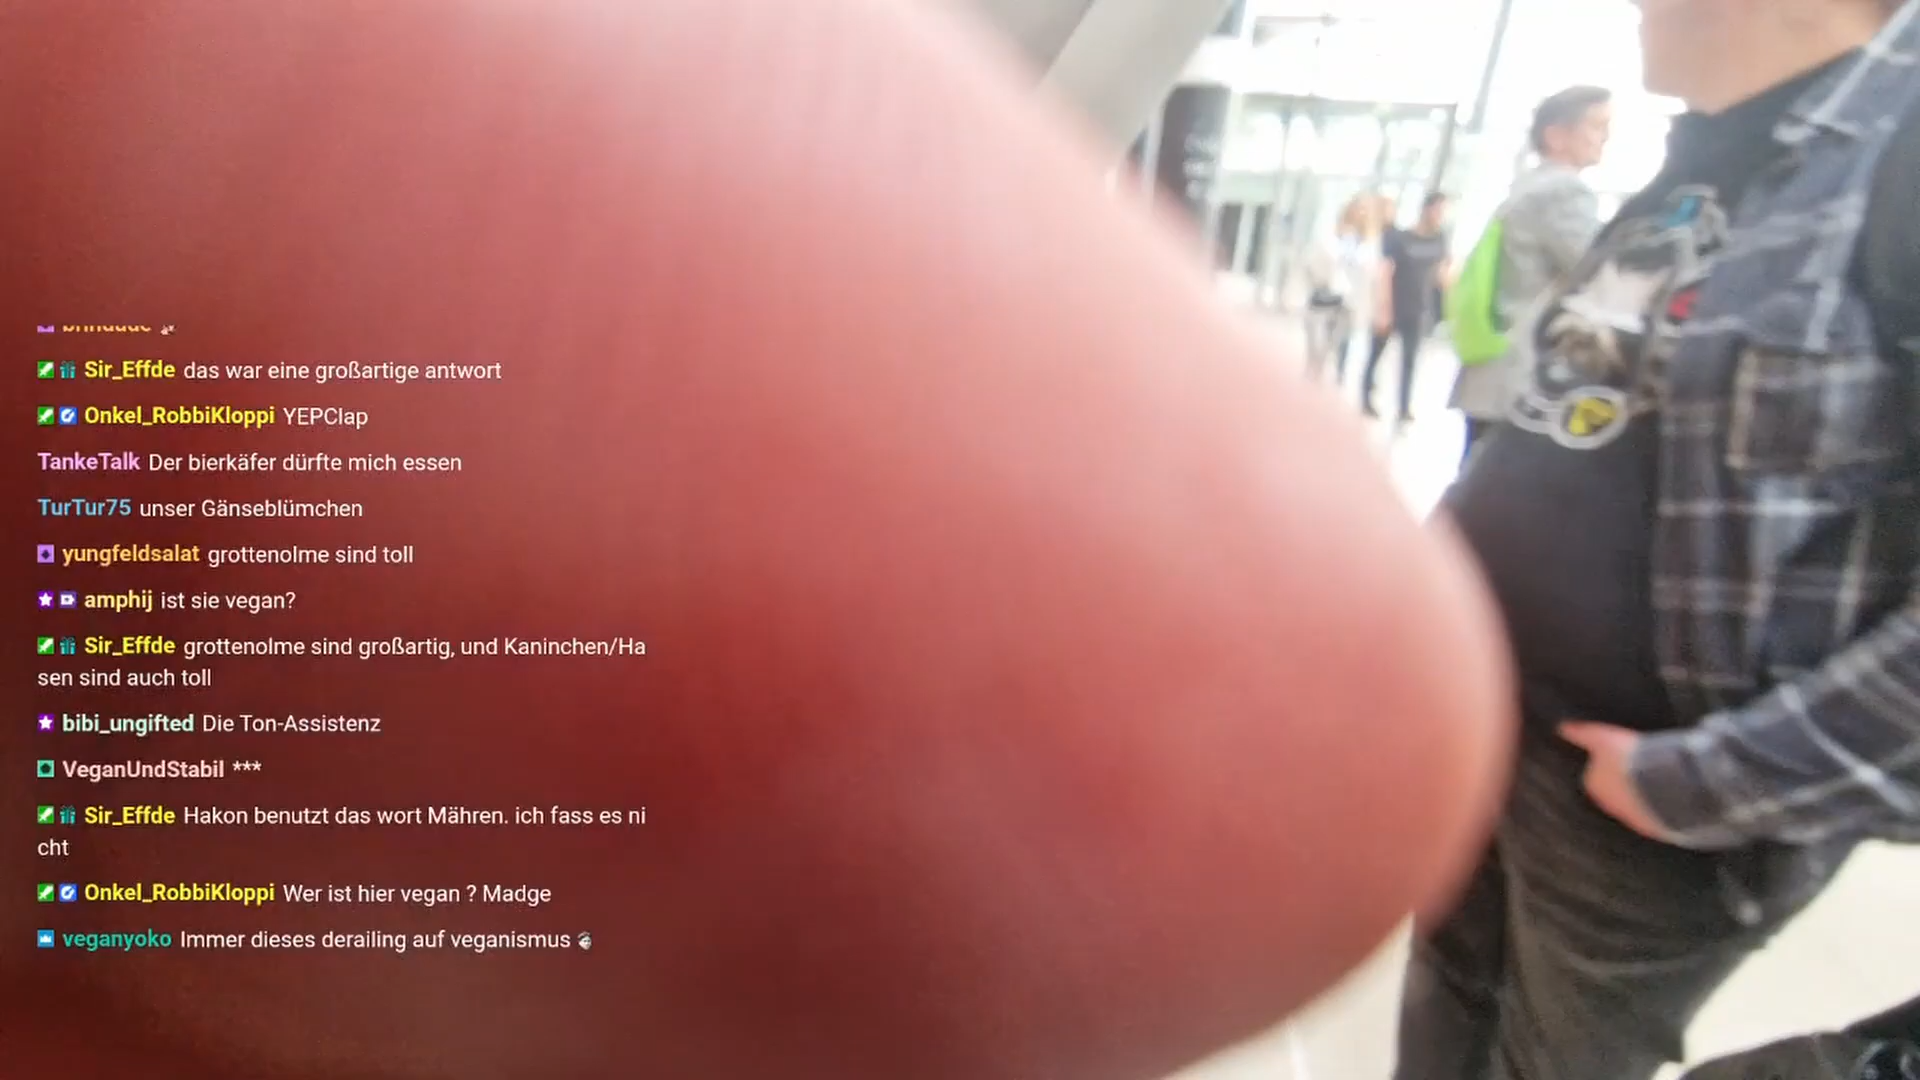 Sir_Effde das war eine großartige antwort
Onkel_RobbiKloppi YEPClap
TankeTalk Der bierkäfer dürfte mich essen
TurTur75 unser Gänseblümchen
yungfeldsalat grottenolme sind toll
amphij ist sie vegan?
Sir_Effde grottenolme sind großartig, und Kaninchen/Ha
sen sind auch toll
bibi_ungifted Die Ton-Assistenz
VeganUndStabil ***
Sir_Effde Hakon benutzt das wort Mähren. ich fass es ni
cht
Onkel_RobbiKloppi Wer ist hier vegan ? Madge
veganyoko Immer dieses derailing auf veganismus